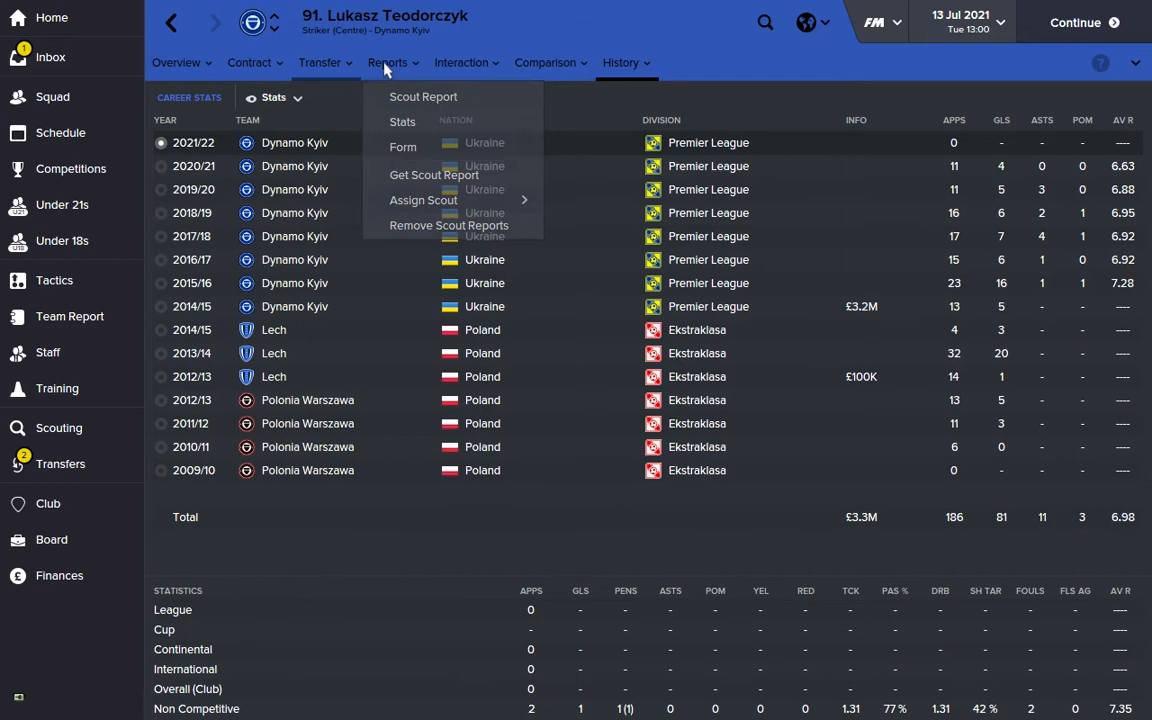 Home
Inbox
1
Squad
Schedule
Competitions
Under 21s
Under 18s
Tactics
Team Report
Staff
Training
Scouting
Transfers
2
Club
Board
Finances
91. Lukasz Teodorczyk
Striker (Centre) - Dynamo Kyiv
FM
13 Jul 2021
Tue 13:00
Continue
Overview Contract Transfer Reports Interaction Comparison History
?
CAREER STATS Stats
Scout Report
Stats
Form
Get Scout Report
Assign Scout
Remove Scout Reports
YEAR TEAM NATION DIVISION INFO APPS GLS ASTS POM AV R
2021/22 Dynamo Kyiv Ukraine Premier League 0 - - - ----
2020/21 Dynamo Kyiv Ukraine Premier League 11 4 0 0 6.63
2019/20 Dynamo Kyiv Ukraine Premier League 11 5 3 0 6.88
2018/19 Dynamo Kyiv Ukraine Premier League 16 6 2 1 6.95
2017/18 Dynamo Kyiv Ukraine Premier League 17 7 4 1 6.92
2016/17 Dynamo Kyiv Ukraine Premier League 15 6 1 0 6.92
2015/16 Dynamo Kyiv Ukraine Premier League 23 16 1 1 7.28
2014/15 Dynamo Kyiv Ukraine Premier League £3.2M 13 5 - - ----
2014/15 Lech Poland Ekstraklasa 4 3 - - ----
2013/14 Lech Poland Ekstraklasa 32 20 - - ----
2012/13 Lech Poland Ekstraklasa £100K 14 1 - - ----
2012/13 Polonia Warszawa Poland Ekstraklasa 13 5 - - ----
2011/12 Polonia Warszawa Poland Ekstraklasa 11 3 - - ----
2010/11 Polonia Warszawa Poland Ekstraklasa 6 0 - - ----
2009/10 Polonia Warszawa Poland Ekstraklasa 0 - - - ----
Total £3.3M 186 81 11 3 6.98
STATISTICS APPS GLS PENS ASTS POM YEL RED TCK PAS % DRB SH TAR FOULS FLS AG AV R
League 0 - - - - - - - - - - - - ----
Cup - - - - - - - - - - - - - ----
Continental 0 - - - - - - - - - - - - ----
International 0 - - - - - - - - - - - - ----
Overall (Club) 0 - - - - - - - - - - - - ----
Non Competitive 2 1 1(1) 0 0 0 0 1.31 77 % 1.31 42 % 2 0 7.35